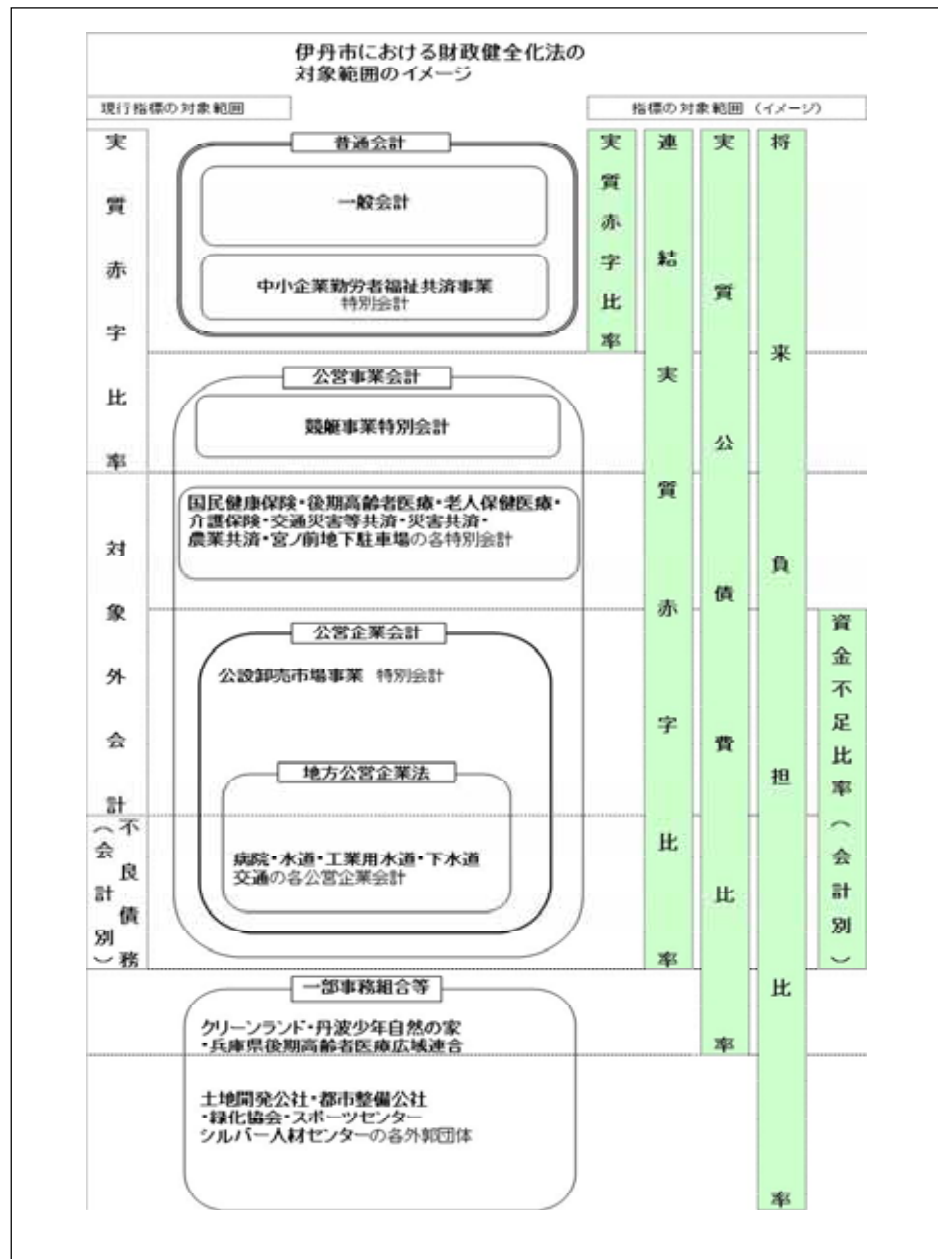 伊丹市における財政健全化法の
対象範囲のイメージ
現行指標の対象範囲
指標の対象範囲（イメージ）
実質赤字比率
対象外会計
不良債務
（会計別）
普通会計
一般会計
中小企業勤労者福祉共済事業
特別会計
公営事業会計
競艇事業特別会計
国民健康保険・後期高齢者医療・老人保健医療・
介護保険・交通災害等共済・災害共済・
農業共済・宮ノ前地下駐車場の各特別会計
公営企業会計
公設卸売市場事業 特別会計
地方公営企業法
病院・水道・工業用水道・下水道
交通の各公営企業会計
一部事務組合等
クリーンランド・丹波少年自然の家
・兵庫県後期高齢者医療広域連合
土地開発公社・都市整備公社
・緑化協会・スポーツセンター
シルバー人材センターの各外郭団体
実質赤字比率
連結実質赤字比率
実質公債費比率
将来負担比率
資金不足比率（会計別）